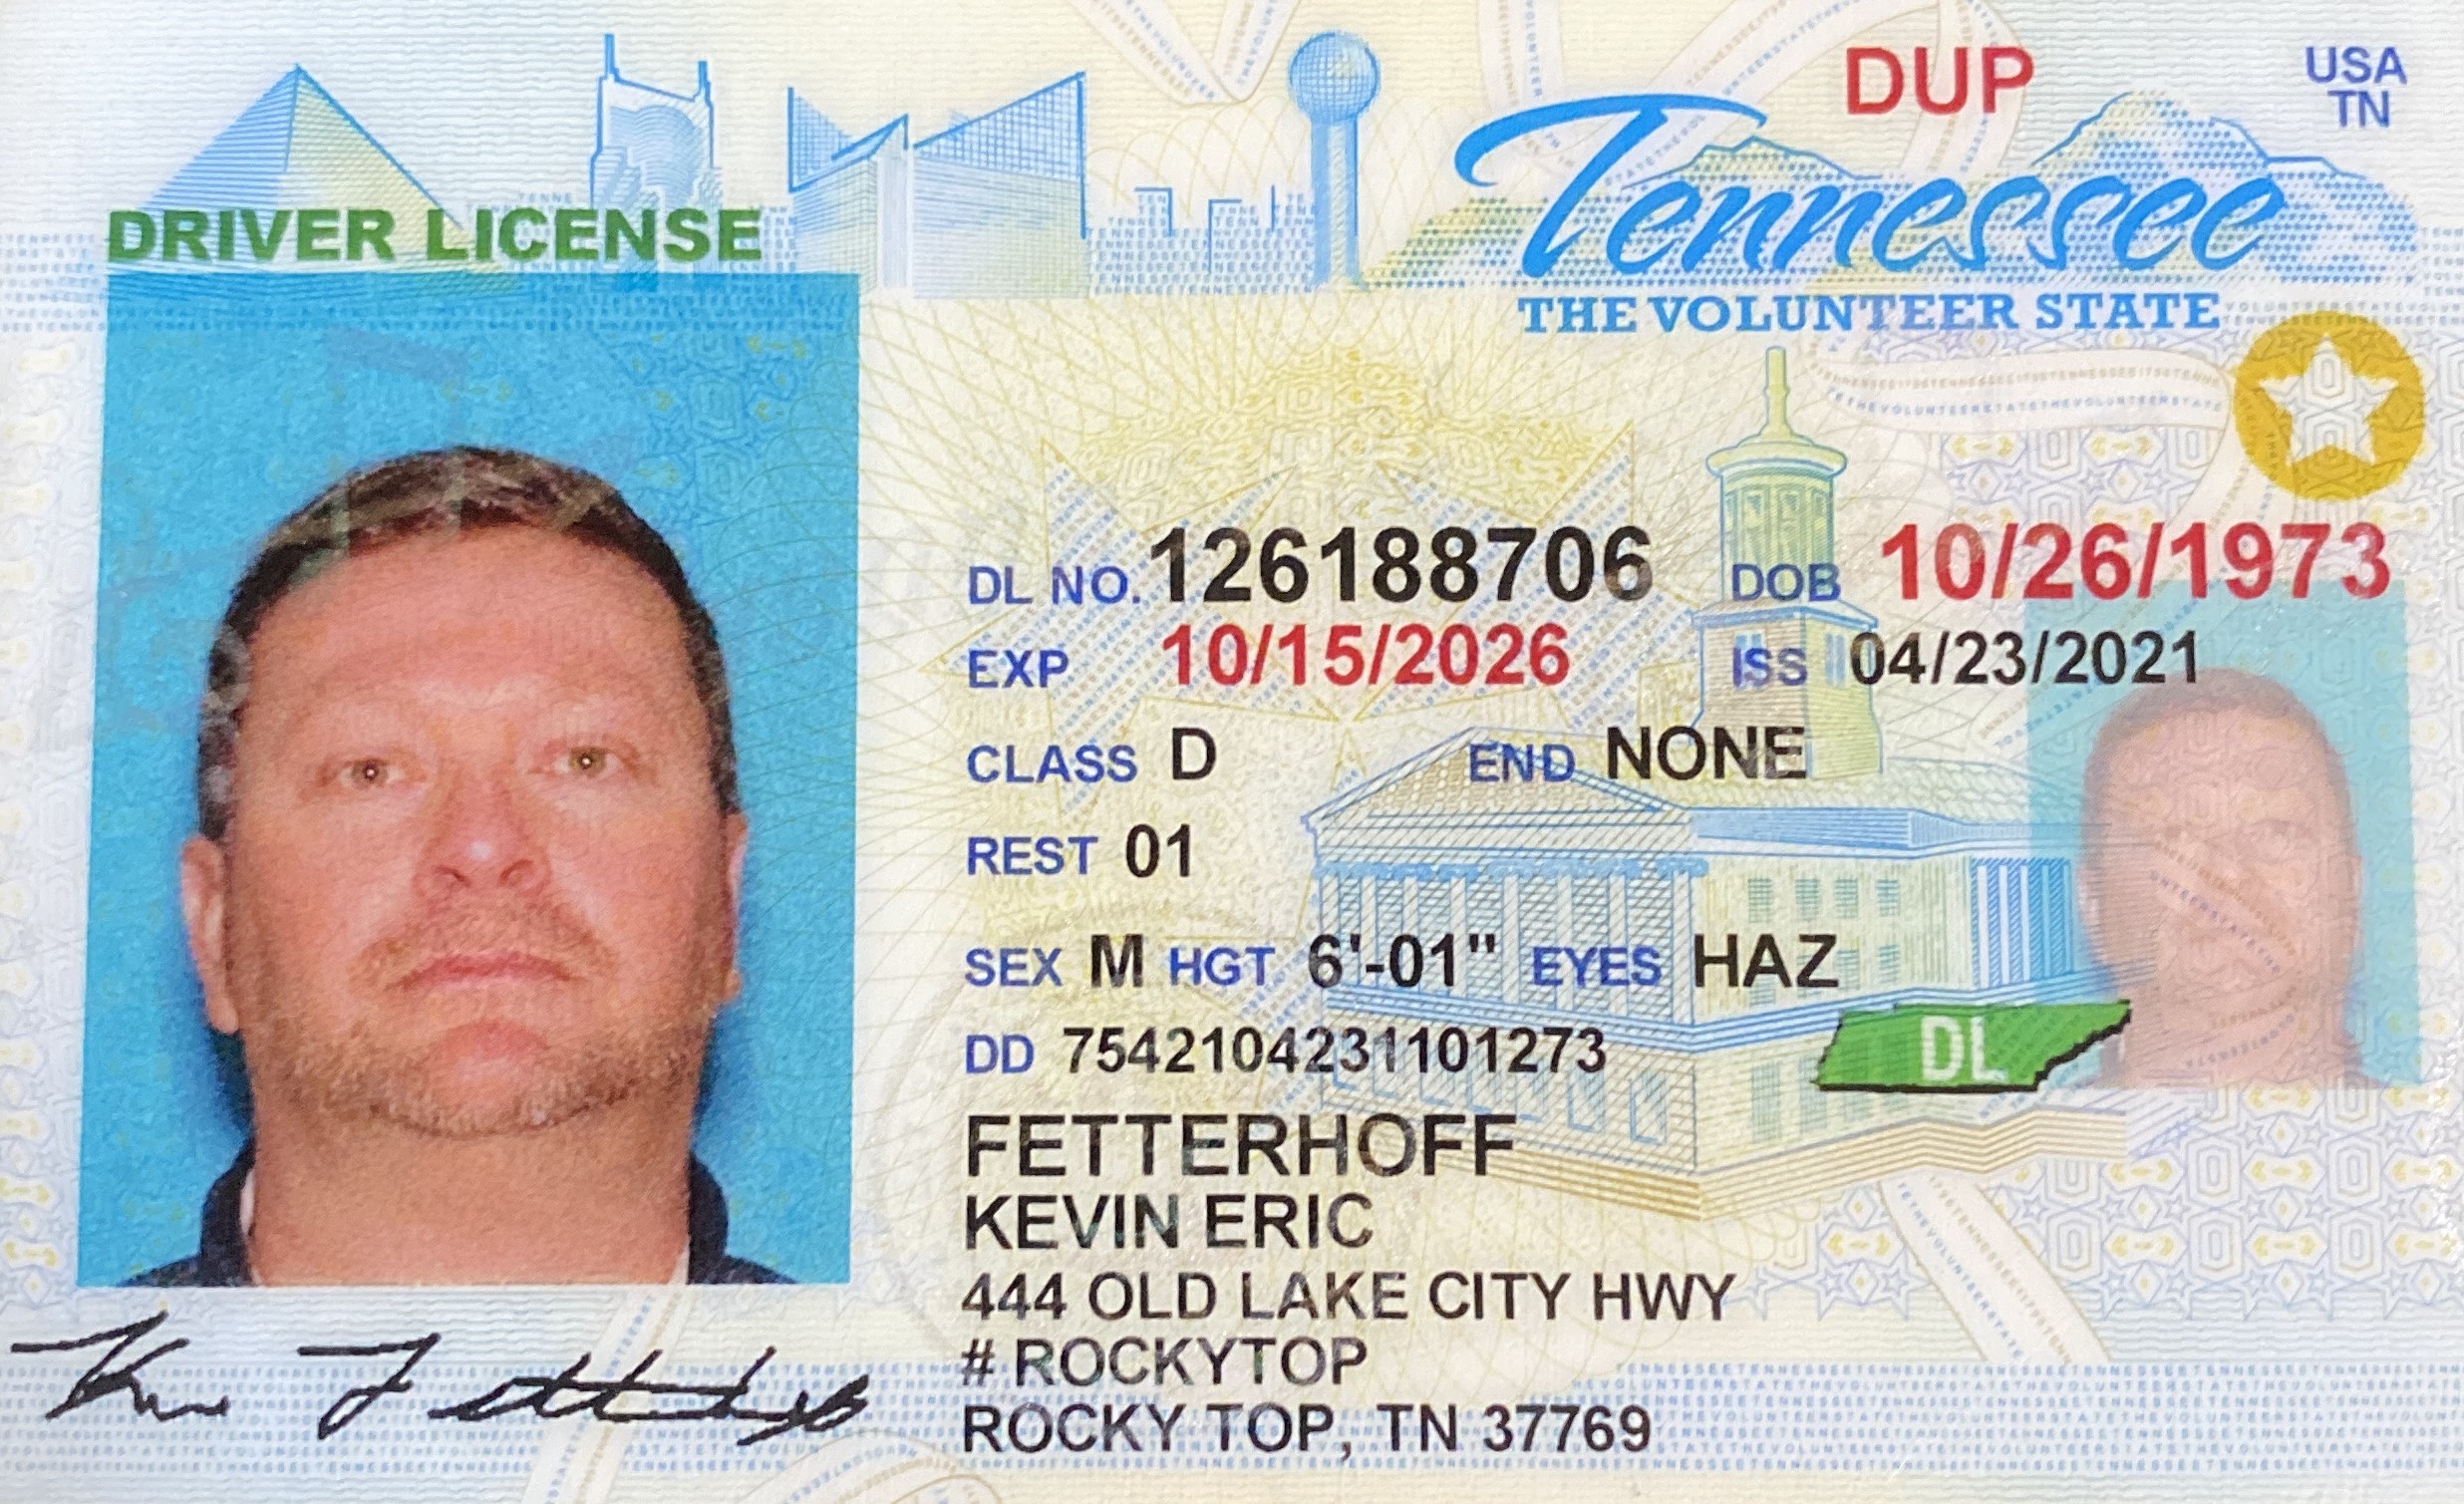 DUP
USA
TN
Tennessee
DRIVER LICENSE
THE VOLUNTEER STATE
DL NO. 126188706 DOB 10/26/1973
EXP 10/15/2026 ISS 04/23/2021
CLASS D END NONE
REST 01
SEX M HGT 6'-01" EYES HAZ
DD 7542104231101273
DL
FETTERHOFF
KEVIN ERIC
444 OLD LAKE CITY HWY
# ROCKYTOP
ROCKY TOP, TN 37769